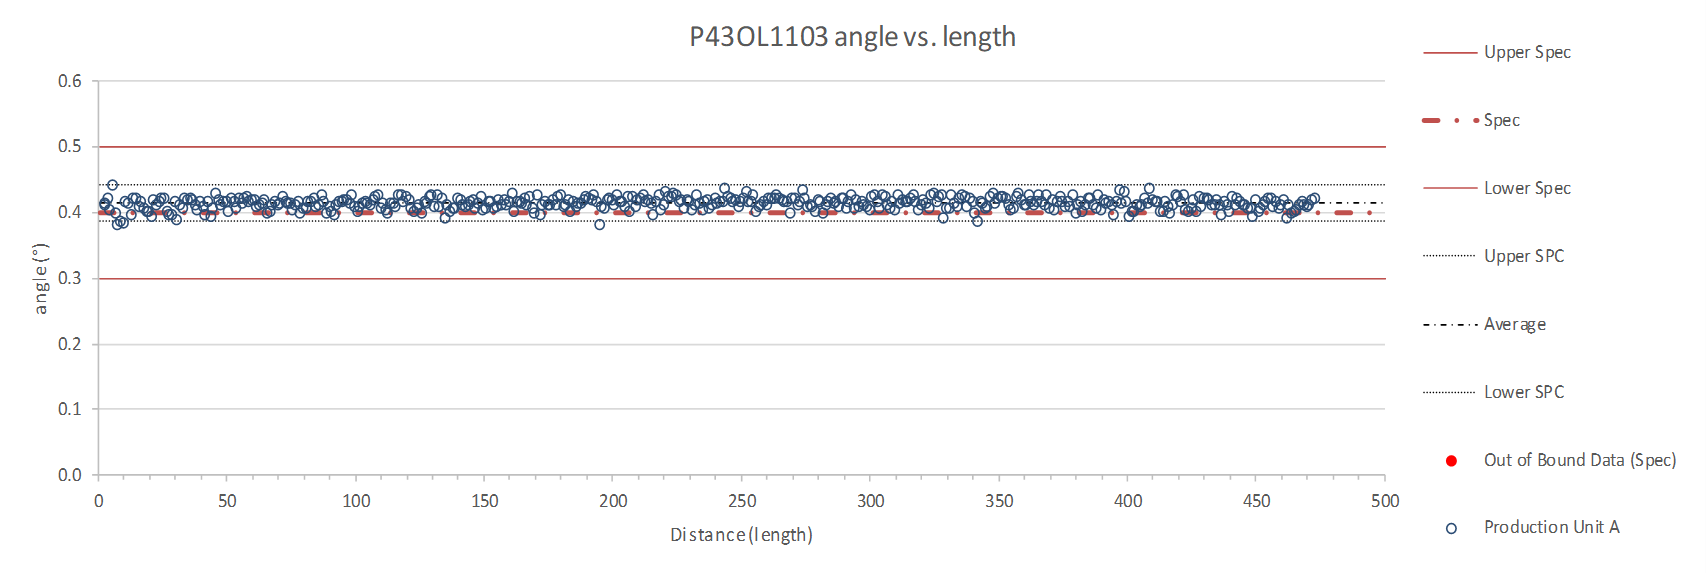 P43OL1103 angle vs. length
Upper Spec
Spec
Lower Spec
Upper SPC
Average
Lower SPC
Out of Bound Data (Spec)
Production Unit A
angle (°)
0.6
0.5
0.4
0.3
0.2
0.1
0.0
0 50 100 150 200 250 300 350 400 450 500
Distance (length)